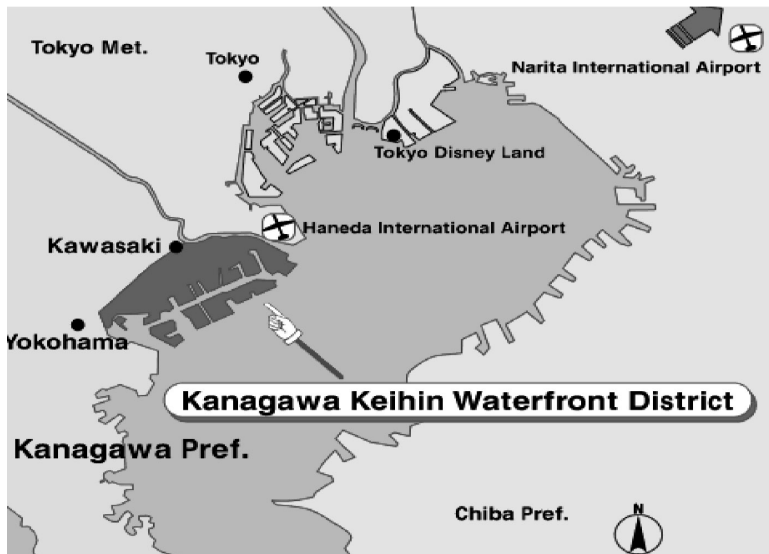 Tokyo Met.
Tokyo
Narita International Airport
Tokyo Disney Land
Haneda International Airport
Kawasaki
Yokohama
Kanagawa Keihin Waterfront District
Kanagawa Pref.
Chiba Pref.
N